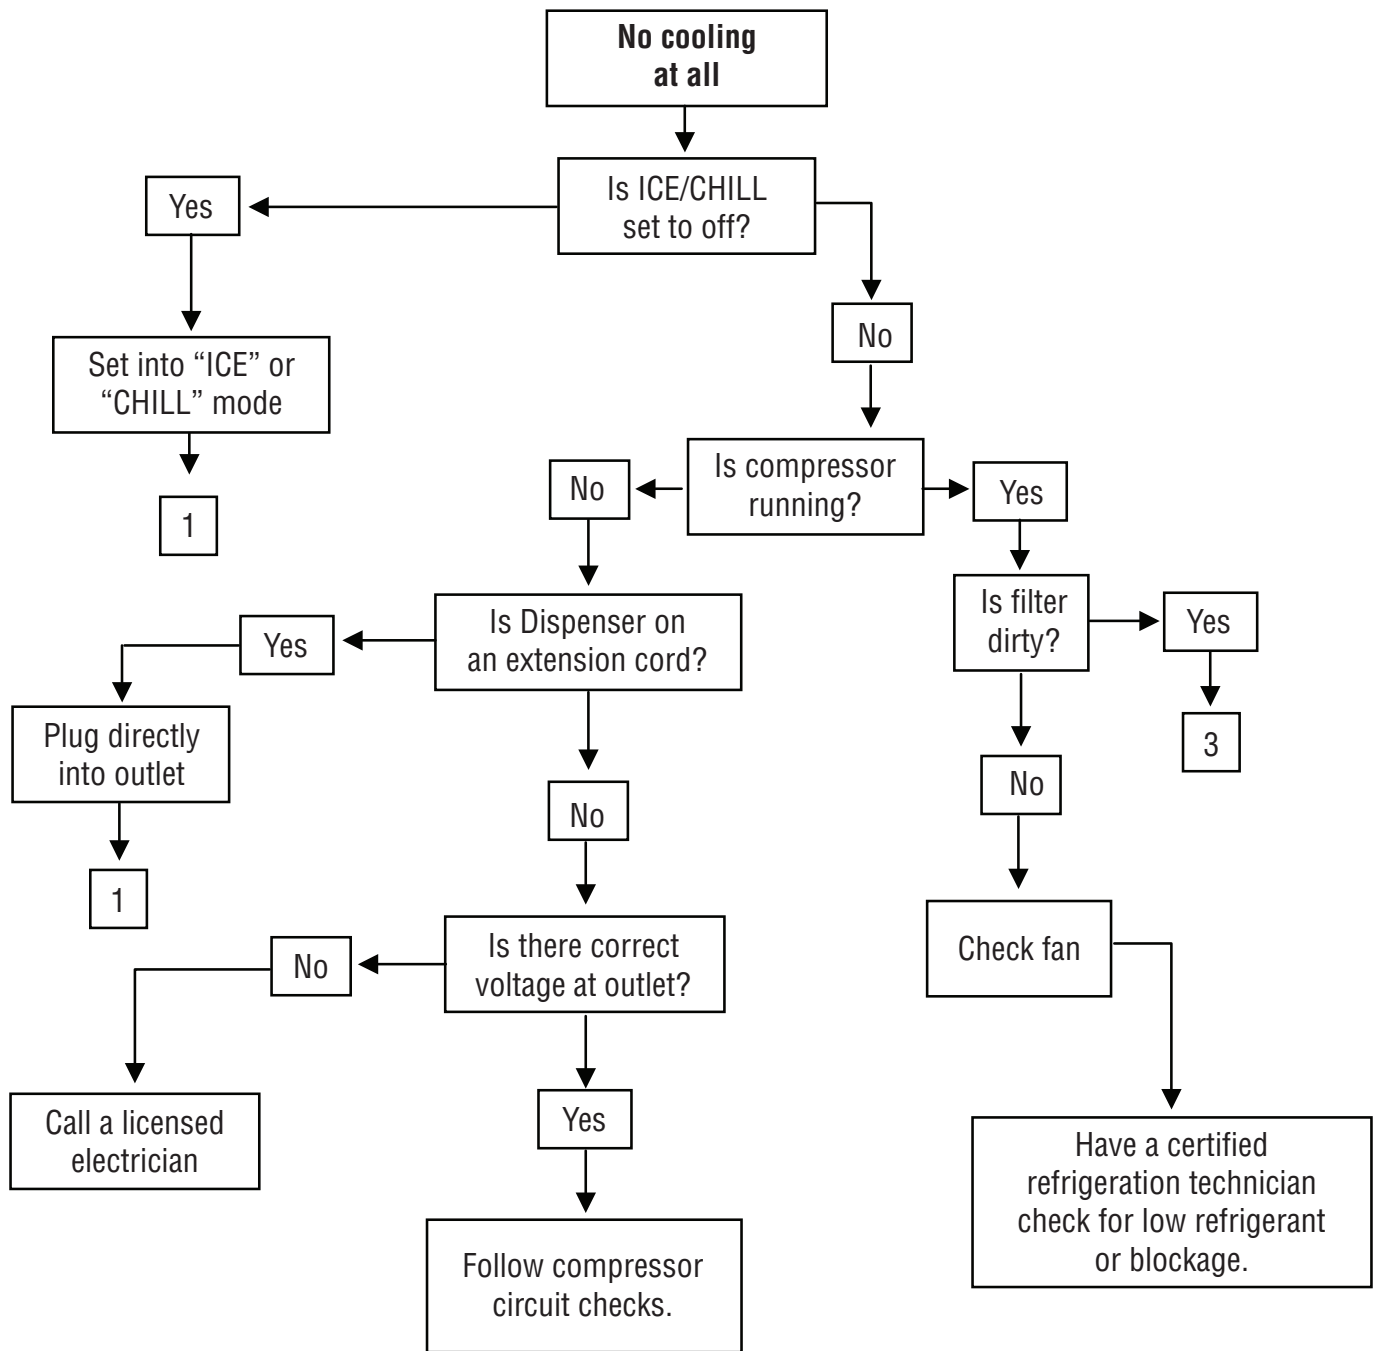 No cooling
at all
Is ICE/CHILL
set to off?
Yes
No
Set into “ICE” or
“CHILL” mode
1
Is compressor
running?
No
Yes
Is Dispenser on
an extension cord?
Is filter
dirty?
Yes
Yes
Plug directly
into outlet
3
No
No
1
Is there correct
voltage at outlet?
Check fan
No
Call a licensed
electrician
Yes
Have a certified
refrigeration technician
check for low refrigerant
or blockage.
Follow compressor
circuit checks.